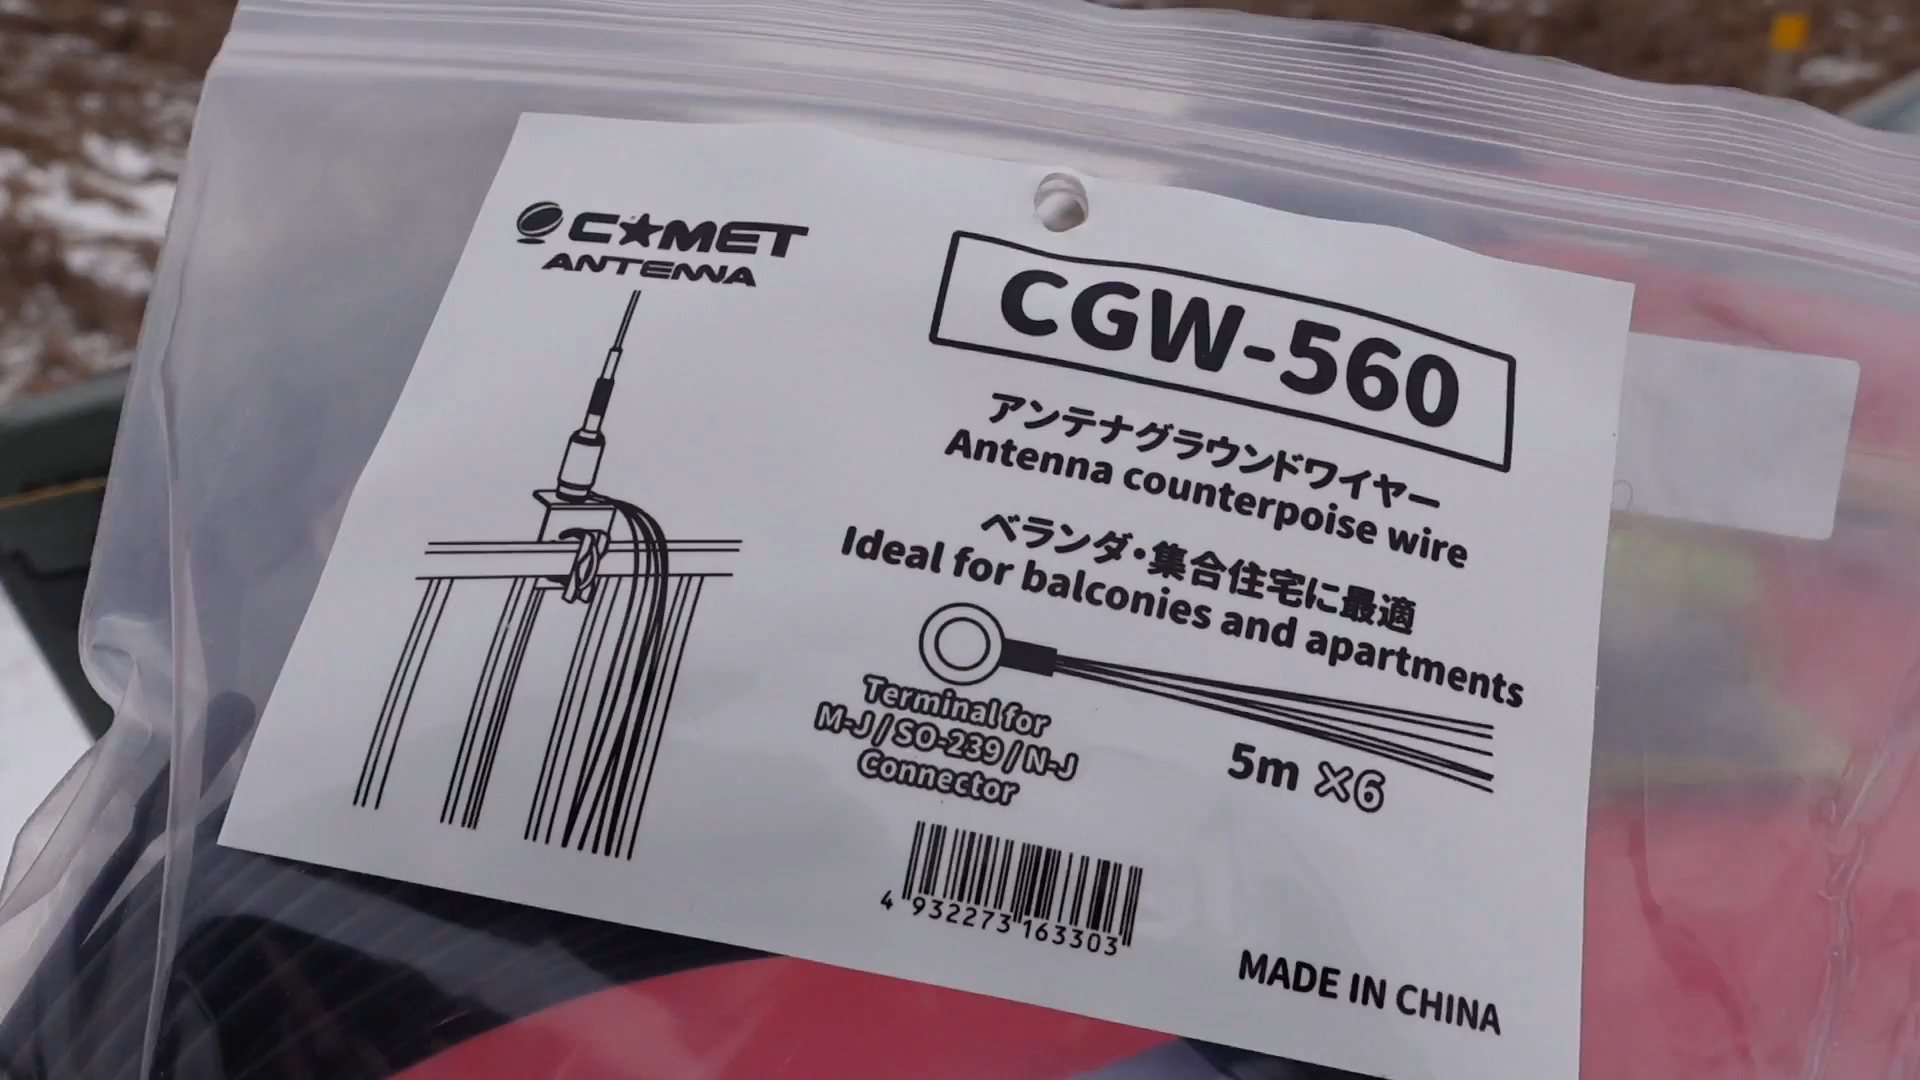 COMET
ANTENNA
CGW-560
アンテナグラウンドワイヤー
Antenna counterpoise wire
ベランダ・集合住宅に最適
Ideal for balconies and apartments
Terminal for
M-J / SO-239 / N-J
Connector
5m ×6
4 932273 163303
MADE IN CHINA